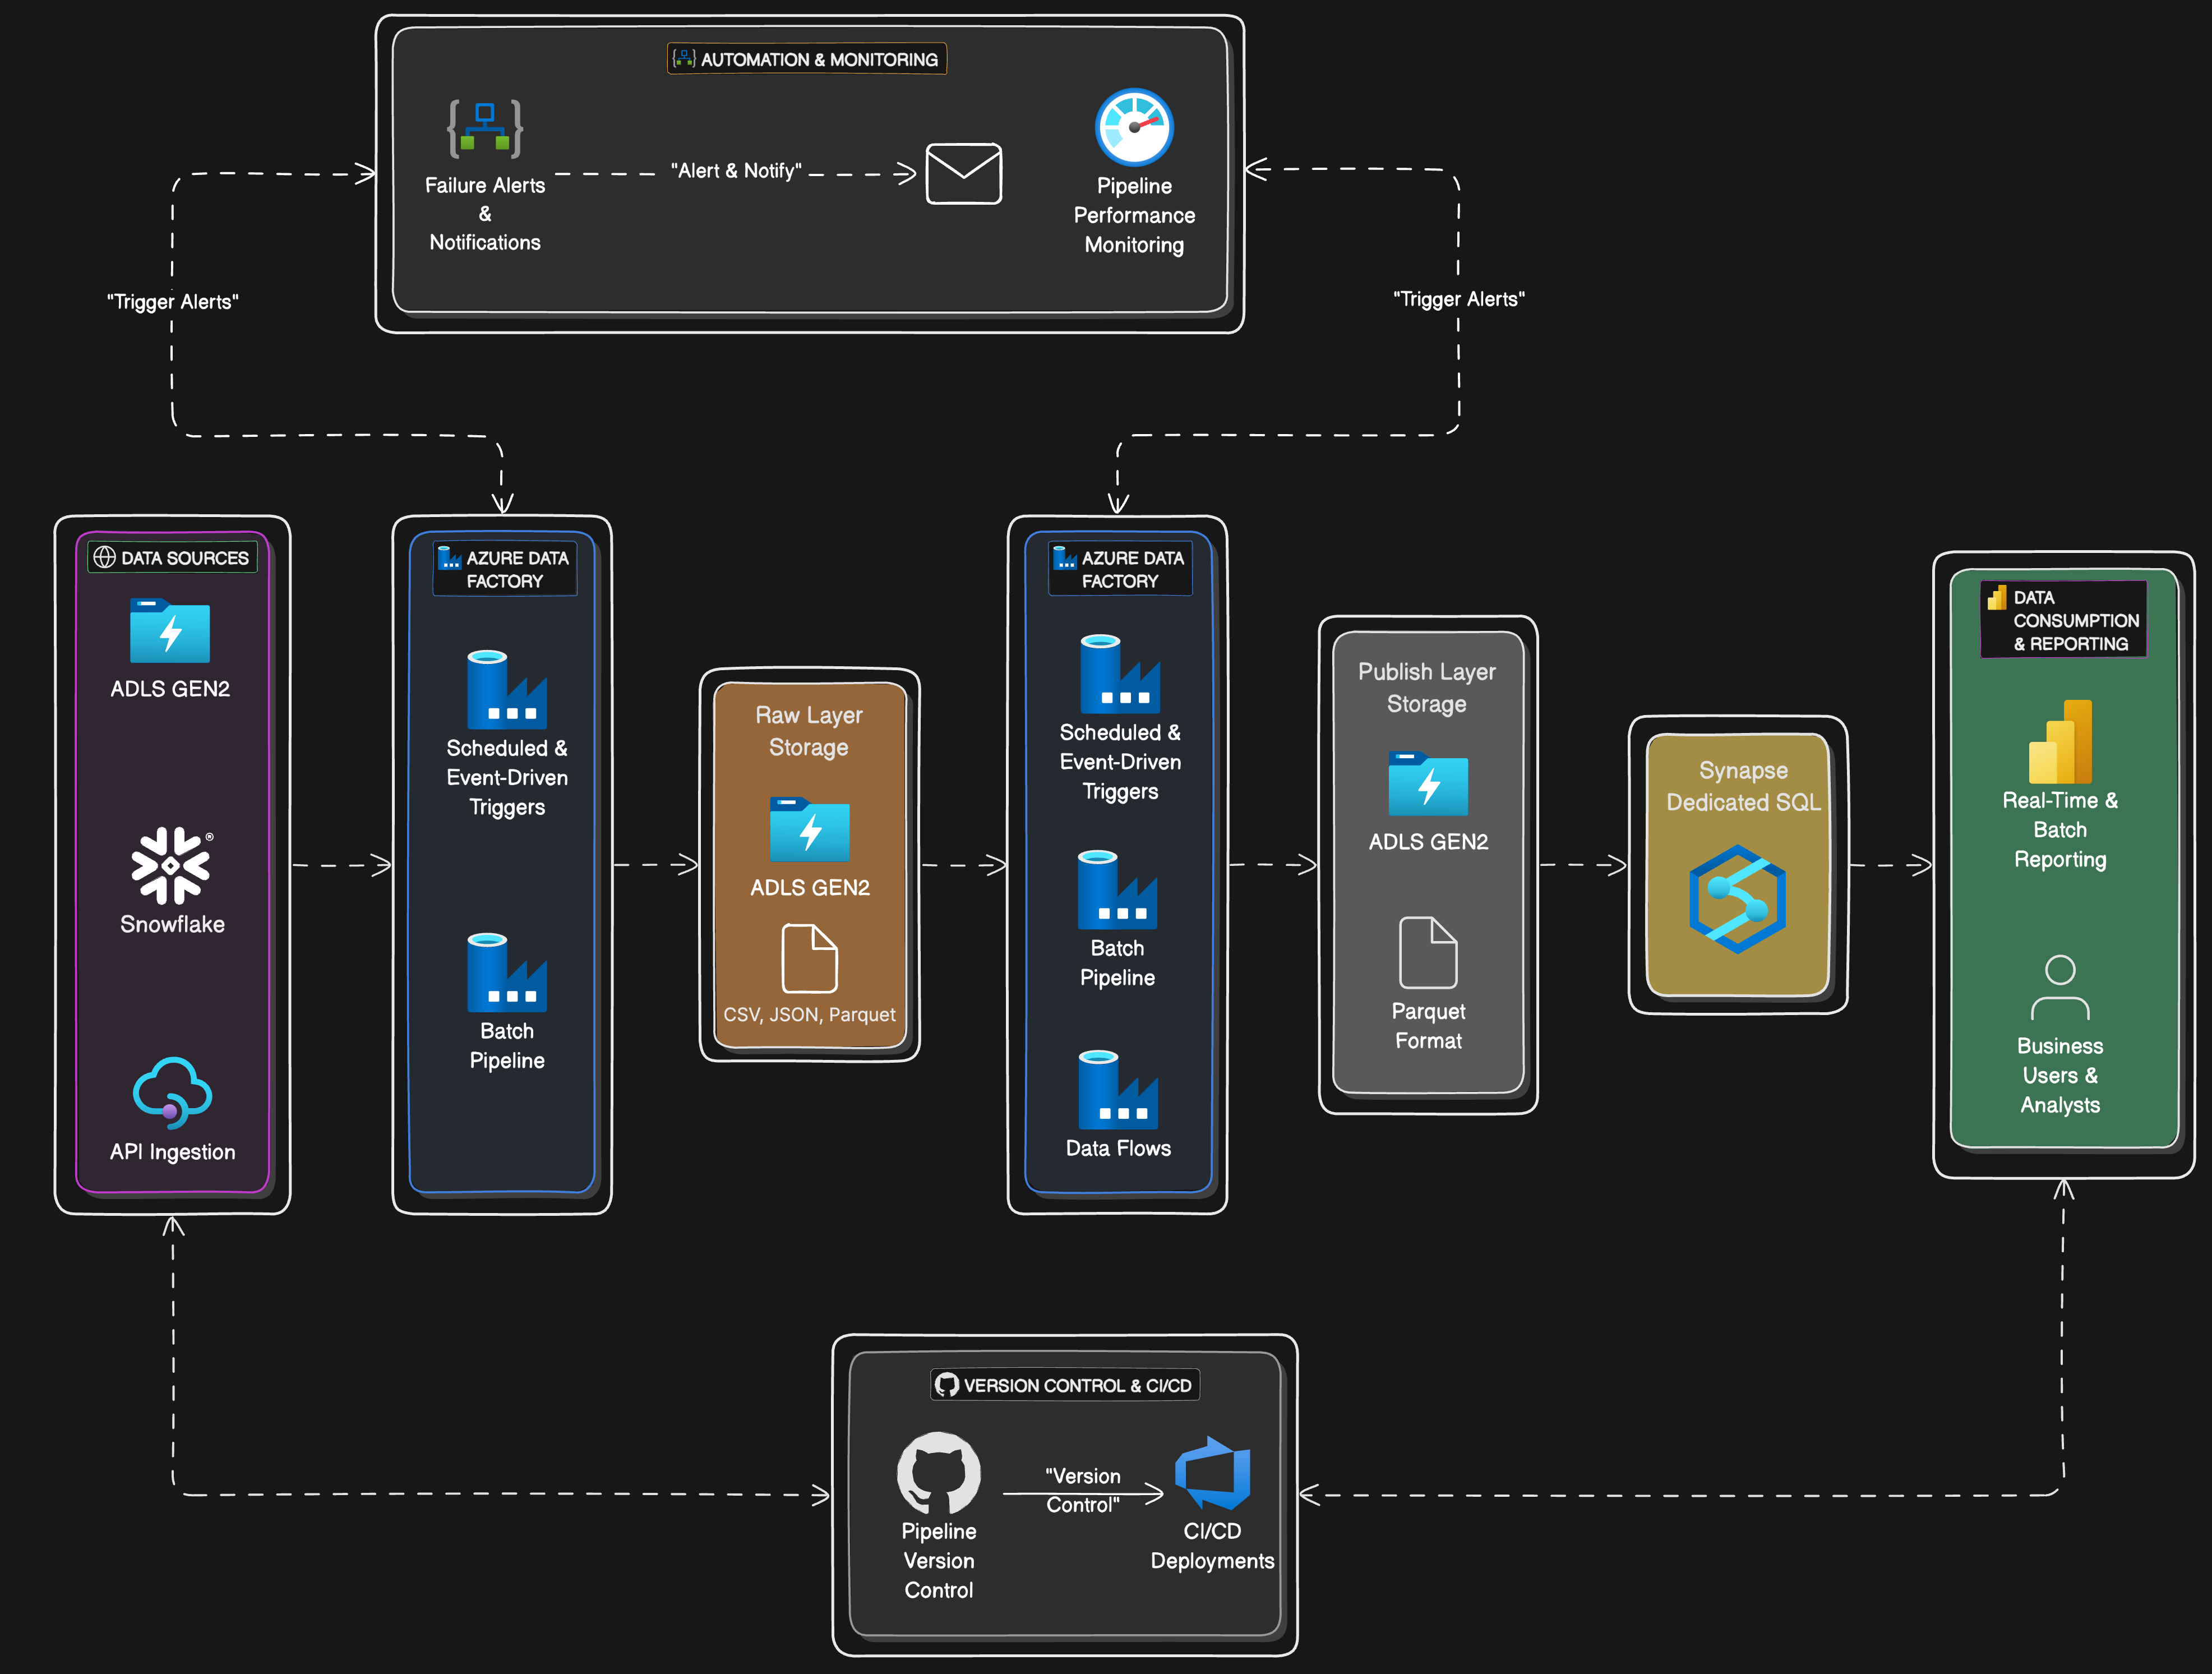 AUTOMATION & MONITORING
Failure Alerts
&
Notifications
"Alert & Notify"
Pipeline
Performance
Monitoring
"Trigger Alerts"
"Trigger Alerts"
DATA SOURCES
ADLS GEN2
Snowflake
API Ingestion
AZURE DATA
FACTORY
Scheduled &
Event-Driven
Triggers
Batch
Pipeline
Raw Layer
Storage
ADLS GEN2
CSV, JSON, Parquet
AZURE DATA
FACTORY
Scheduled &
Event-Driven
Triggers
Batch
Pipeline
Data Flows
Publish Layer
Storage
ADLS GEN2
Parquet
Format
Synapse
Dedicated SQL
DATA
CONSUMPTION
& REPORTING
Real-Time &
Batch
Reporting
Business
Users &
Analysts
VERSION CONTROL & CI/CD
Pipeline
Version
Control
"Version
Control"
CI/CD
Deployments